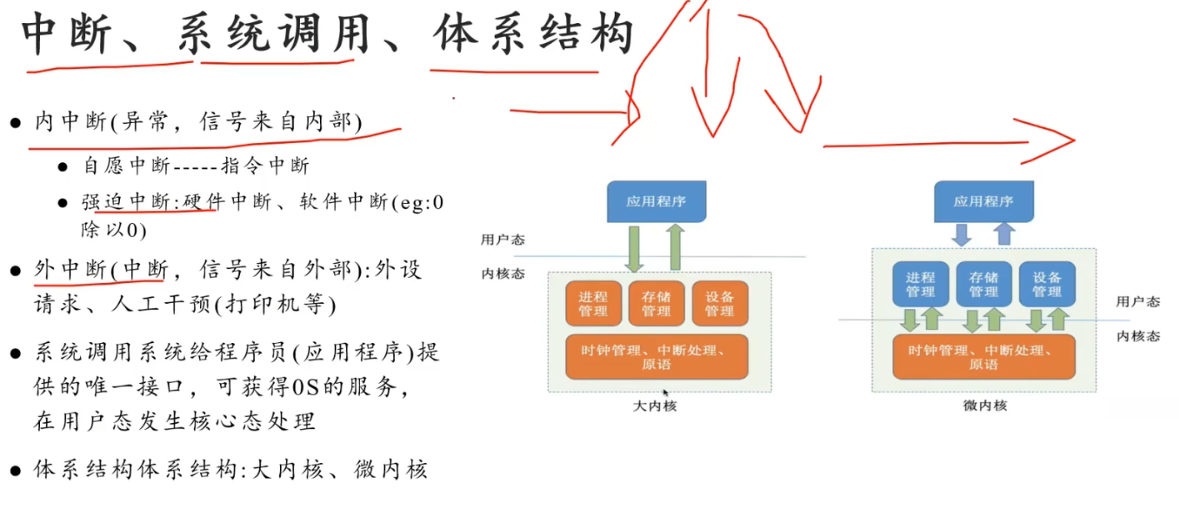 中断、系统调用、体系结构
● 内中断(异常，信号来自内部)
● 自愿中断-----指令中断
● 强迫中断:硬件中断、软件中断(eg:0
除以0)
● 外中断(中断，信号来自外部):外设
请求、人工干预(打印机等)
● 系统调用系统给程序员(应用程序)提
供的唯一接口，可获得0S的服务，
在用户态发生核心态处理
● 体系结构体系结构:大内核、微内核
应用程序
用户态
内核态
进程
管理
存储
管理
设备
管理
时钟管理、中断处理、
原语
大内核
应用程序
进程
管理
存储
管理
设备
管理
用户态
内核态
时钟管理、中断处理、
原语
微内核